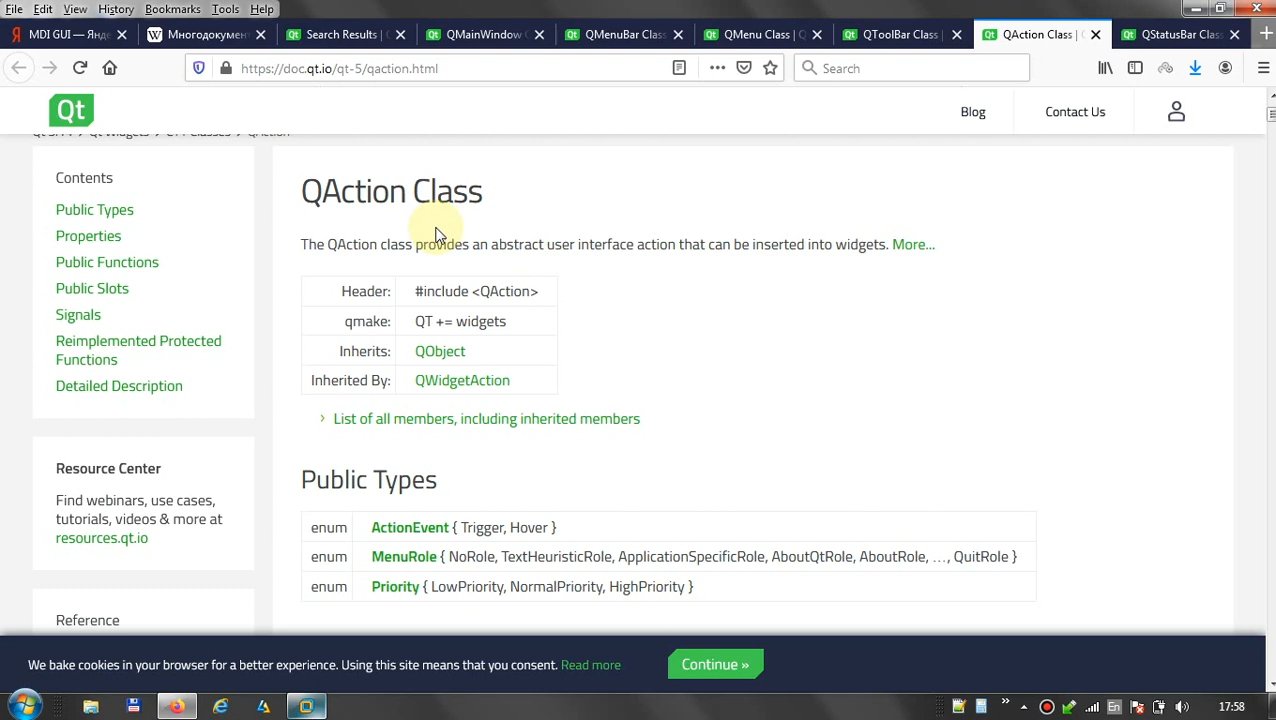 File Edit View History Bookmarks Tools Help
MDI GUI — Янде
Многодокумент
Search Results | (
QMainWindow C
QMenuBar Clas
QMenu Class | Q
QToolBar Class |
QAction Class | (
QStatusBar Class
https://doc.qt.io/qt-5/qaction.html
Search
Qt
Blog
Contact Us
QAction
Contents
Public Types
Properties
Public Functions
Public Slots
Signals
Reimplemented Protected
Functions
Detailed Description
Resource Center
Find webinars, use cases,
tutorials, videos & more at
resources.qt.io
Reference
QAction Class
The QAction class provides an abstract user interface action that can be inserted into widgets. More...
Header: #include <QAction>
qmake: QT += widgets
Inherits: QObject
Inherited By: QWidgetAction
› List of all members, including inherited members
Public Types
enum ActionEvent { Trigger, Hover }
enum MenuRole { NoRole, TextHeuristicRole, ApplicationSpecificRole, AboutQtRole, AboutRole, …, QuitRole }
enum Priority { LowPriority, NormalPriority, HighPriority }
We bake cookies in your browser for a better experience. Using this site means that you consent. Read more
Continue »
En
17:58